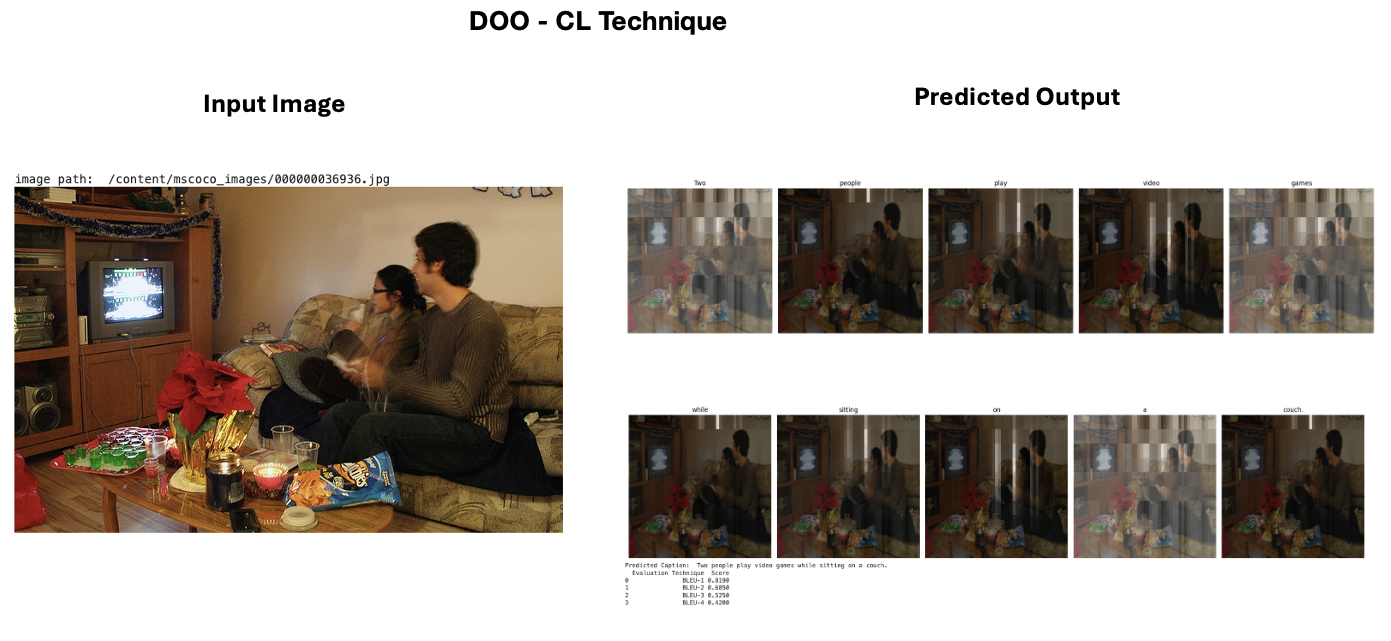 DOO - CL Technique
Input Image
Predicted Output
image path:  /content/mscoco_images/000000036936.jpg
Two people play video games
while sitting on a couch.
Predicted Caption:  Two people play video games while sitting on a couch.
Evaluation Technique  Score
0 BLEU-1 0.8190
1 BLEU-2 0.6850
2 BLEU-3 0.5250
3 BLEU-4 0.4200